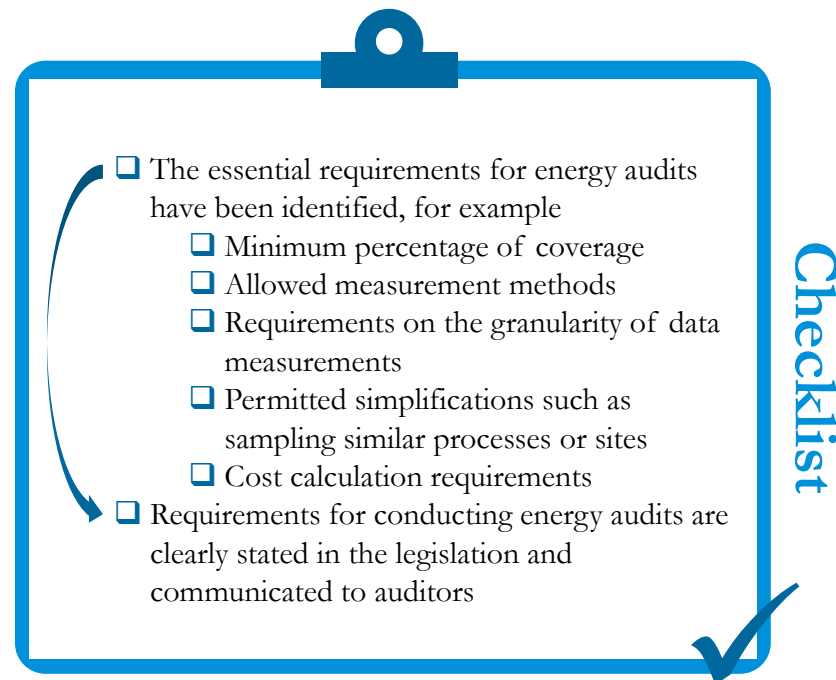 The essential requirements for energy audits
have been identified, for example
Minimum percentage of coverage
Allowed measurement methods
Requirements on the granularity of data
measurements
Permitted simplifications such as
sampling similar processes or sites
Cost calculation requirements
Requirements for conducting energy audits are
clearly stated in the legislation and
communicated to auditors
Checklist